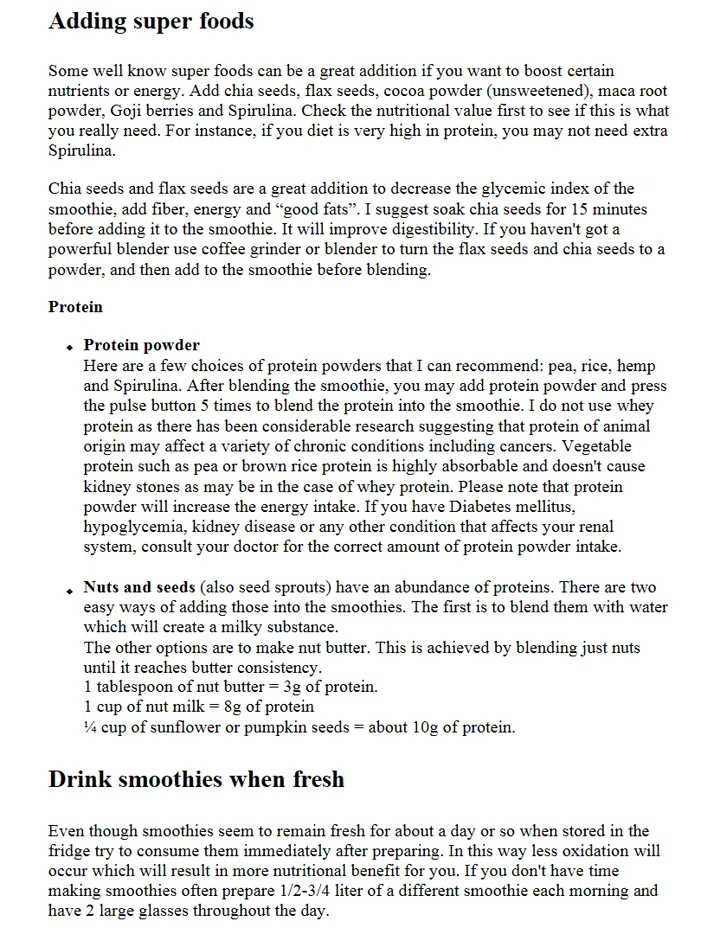 Adding super foods
Some well know super foods can be a great addition if you want to boost certain
nutrients or energy. Add chia seeds, flax seeds, cocoa powder (unsweetened), maca root
powder, Goji berries and Spirulina. Check the nutritional value first to see if this is what
you really need. For instance, if you diet is very high in protein, you may not need extra
Spirulina.
Chia seeds and flax seeds are a great addition to decrease the glycemic index of the
smoothie, add fiber, energy and “good fats”. I suggest soak chia seeds for 15 minutes
before adding it to the smoothie. It will improve digestibility. If you haven't got a
powerful blender use coffee grinder or blender to turn the flax seeds and chia seeds to a
powder, and then add to the smoothie before blending.
Protein
• Protein powder
Here are a few choices of protein powders that I can recommend: pea, rice, hemp
and Spirulina. After blending the smoothie, you may add protein powder and press
the pulse button 5 times to blend the protein into the smoothie. I do not use whey
protein as there has been considerable research suggesting that protein of animal
origin may affect a variety of chronic conditions including cancers. Vegetable
protein such as pea or brown rice protein is highly absorbable and doesn't cause
kidney stones as may be in the case of whey protein. Please note that protein
powder will increase the energy intake. If you have Diabetes mellitus,
hypoglycemia, kidney disease or any other condition that affects your renal
system, consult your doctor for the correct amount of protein powder intake.
• Nuts and seeds (also seed sprouts) have an abundance of proteins. There are two
easy ways of adding those into the smoothies. The first is to blend them with water
which will create a milky substance.
The other options are to make nut butter. This is achieved by blending just nuts
until it reaches butter consistency.
1 tablespoon of nut butter = 3g of protein.
1 cup of nut milk = 8g of protein
¼ cup of sunflower or pumpkin seeds = about 10g of protein.
Drink smoothies when fresh
Even though smoothies seem to remain fresh for about a day or so when stored in the
fridge try to consume them immediately after preparing. In this way less oxidation will
occur which will result in more nutritional benefit for you. If you don't have time
making smoothies often prepare 1/2-3/4 liter of a different smoothie each morning and
have 2 large glasses throughout the day.